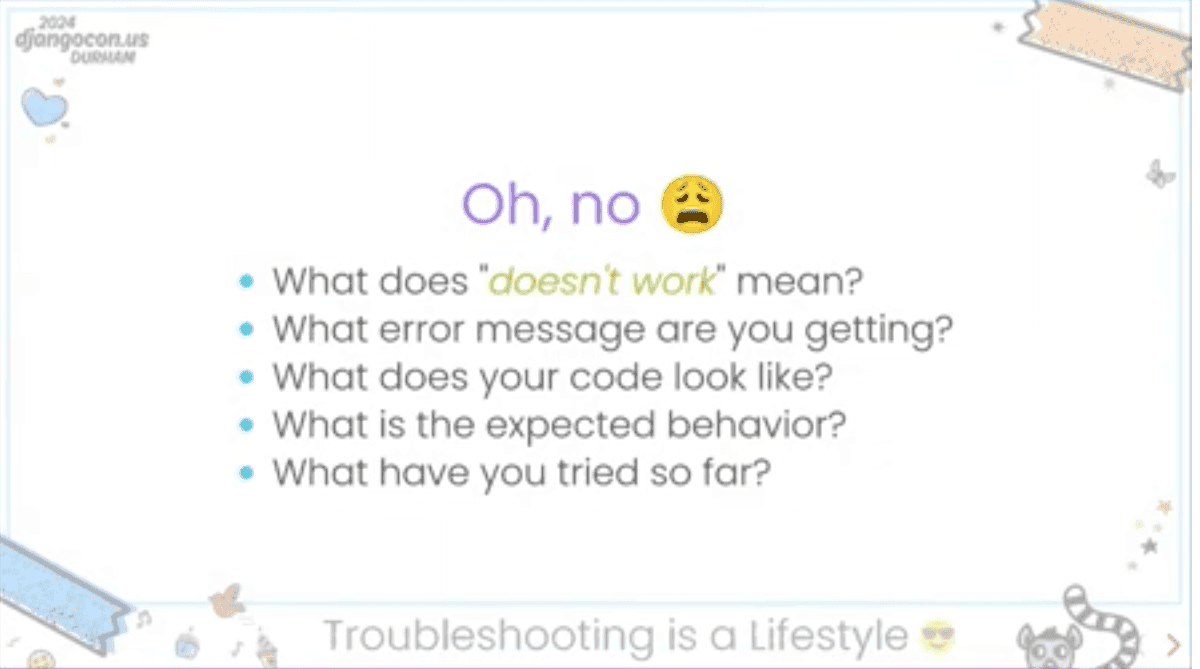 2024
djangocon.us
DURHAM
Oh, no 😩
What does "doesn't work" mean?
What error message are you getting?
What does your code look like?
What is the expected behavior?
What have you tried so far?
Troubleshooting is a Lifestyle 😎